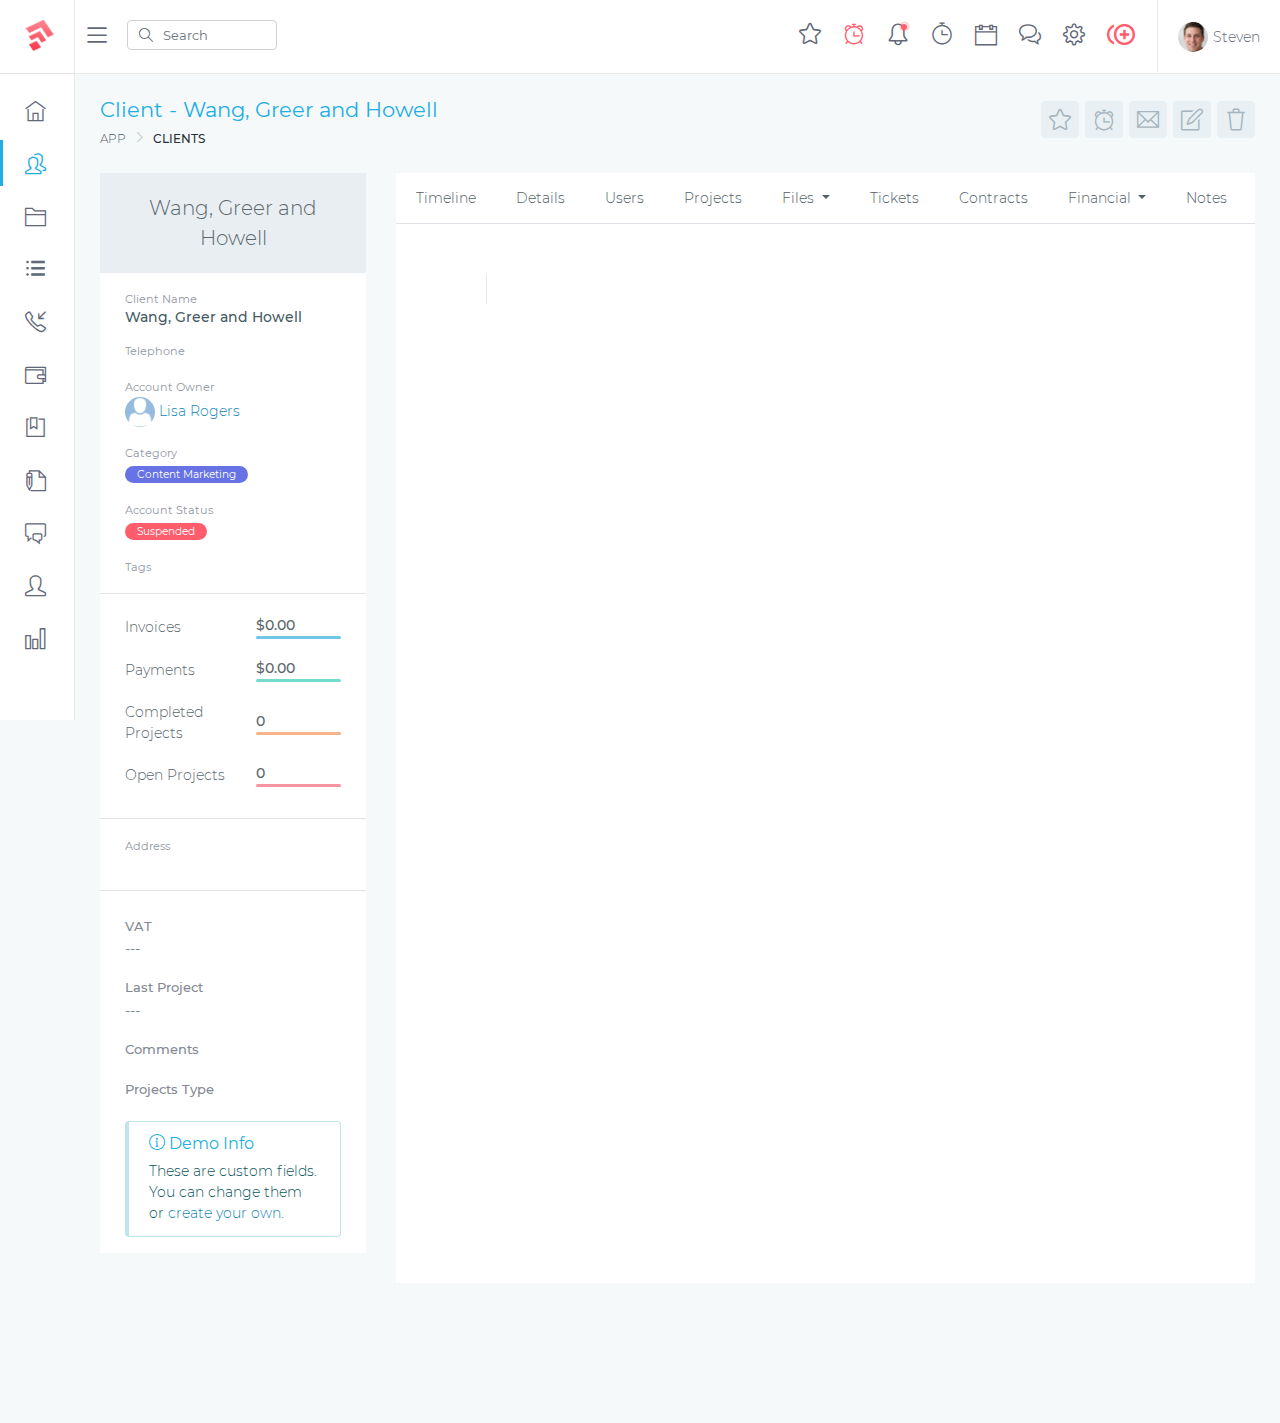 Search
Steven
Client - Wang, Greer and Howell
APP
CLIENTS
Wang, Greer and
Howell
Client Name
Wang, Greer and Howell
Telephone
Account Owner
Lisa Rogers
Category
Content Marketing
Account Status
Suspended
Tags
Invoices
$0.00
Payments
$0.00
Completed
Projects
0
Open Projects
0
Address
VAT
---
Last Project
---
Comments
Projects Type
Demo Info
These are custom fields.
You can change them
or create your own.
Timeline
Details
Users
Projects
Files
Tickets
Contracts
Financial
Notes